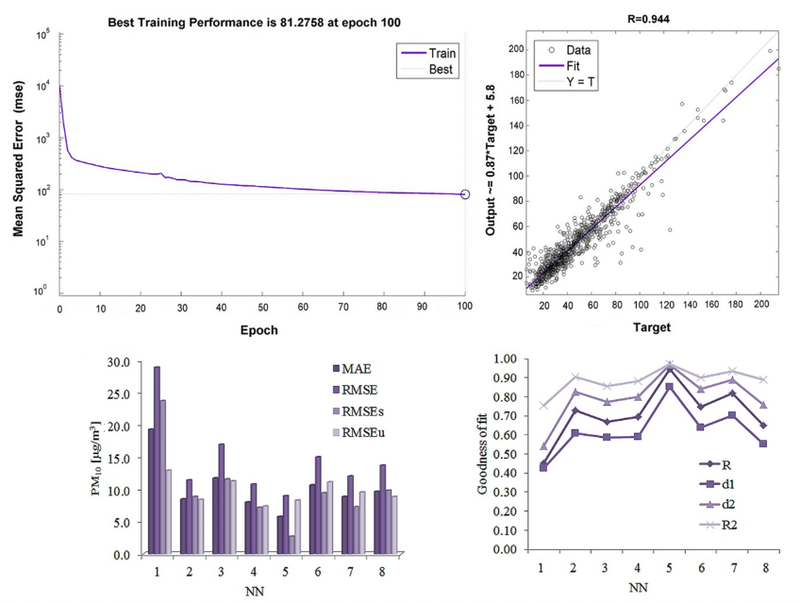 Best Training Performance is 81.2758 at epoch 100
Mean Squared Error (mse)
10^5
10^4
10^3
10^2
10^1
10^0
Train
Best
0 10 20 30 40 50 60 70 80 90 100
Epoch
R=0.944
Output ~= 0.87*Target + 5.8
200
180
160
140
120
100
80
60
40
20
Data
Fit
Y = T
20 40 60 80 100 120 140 160 180 200
Target
PM10 [µg/m³]
30.0
25.0
20.0
15.0
10.0
5.0
0.0
MAE
RMSE
RMSEs
RMSEu
1 2 3 4 5 6 7 8
NN
Goodness of fit
1.00
0.90
0.80
0.70
0.60
0.50
0.40
0.30
0.20
0.10
0.00
R
d1
d2
R2
1 2 3 4 5 6 7 8
NN